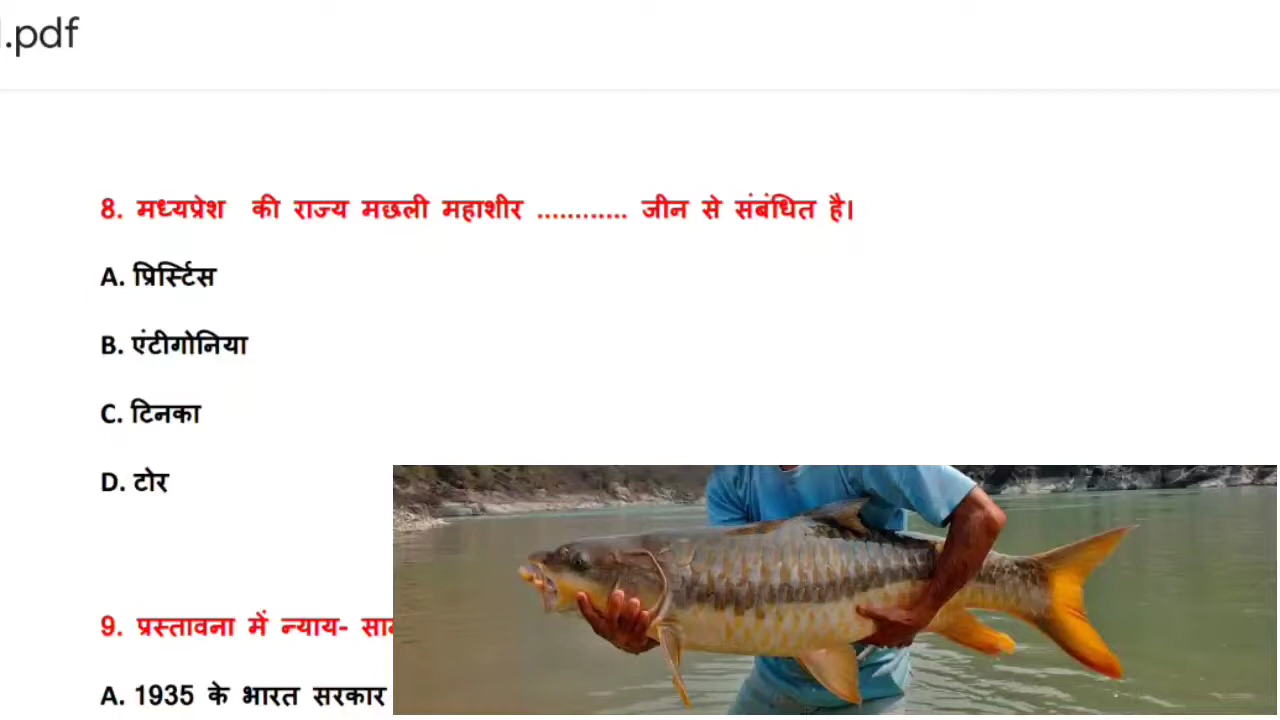 .pdf
8. मध्यप्रेश की राज्य मछली महाशीर ............ जीन से संबंधित है।
A. प्रिर्स्टिस
B. एंटीगोनिया
C. टिनका
D. टोर
9. प्रस्तावना में न्याय-
A. 1935 के भारत सरकार